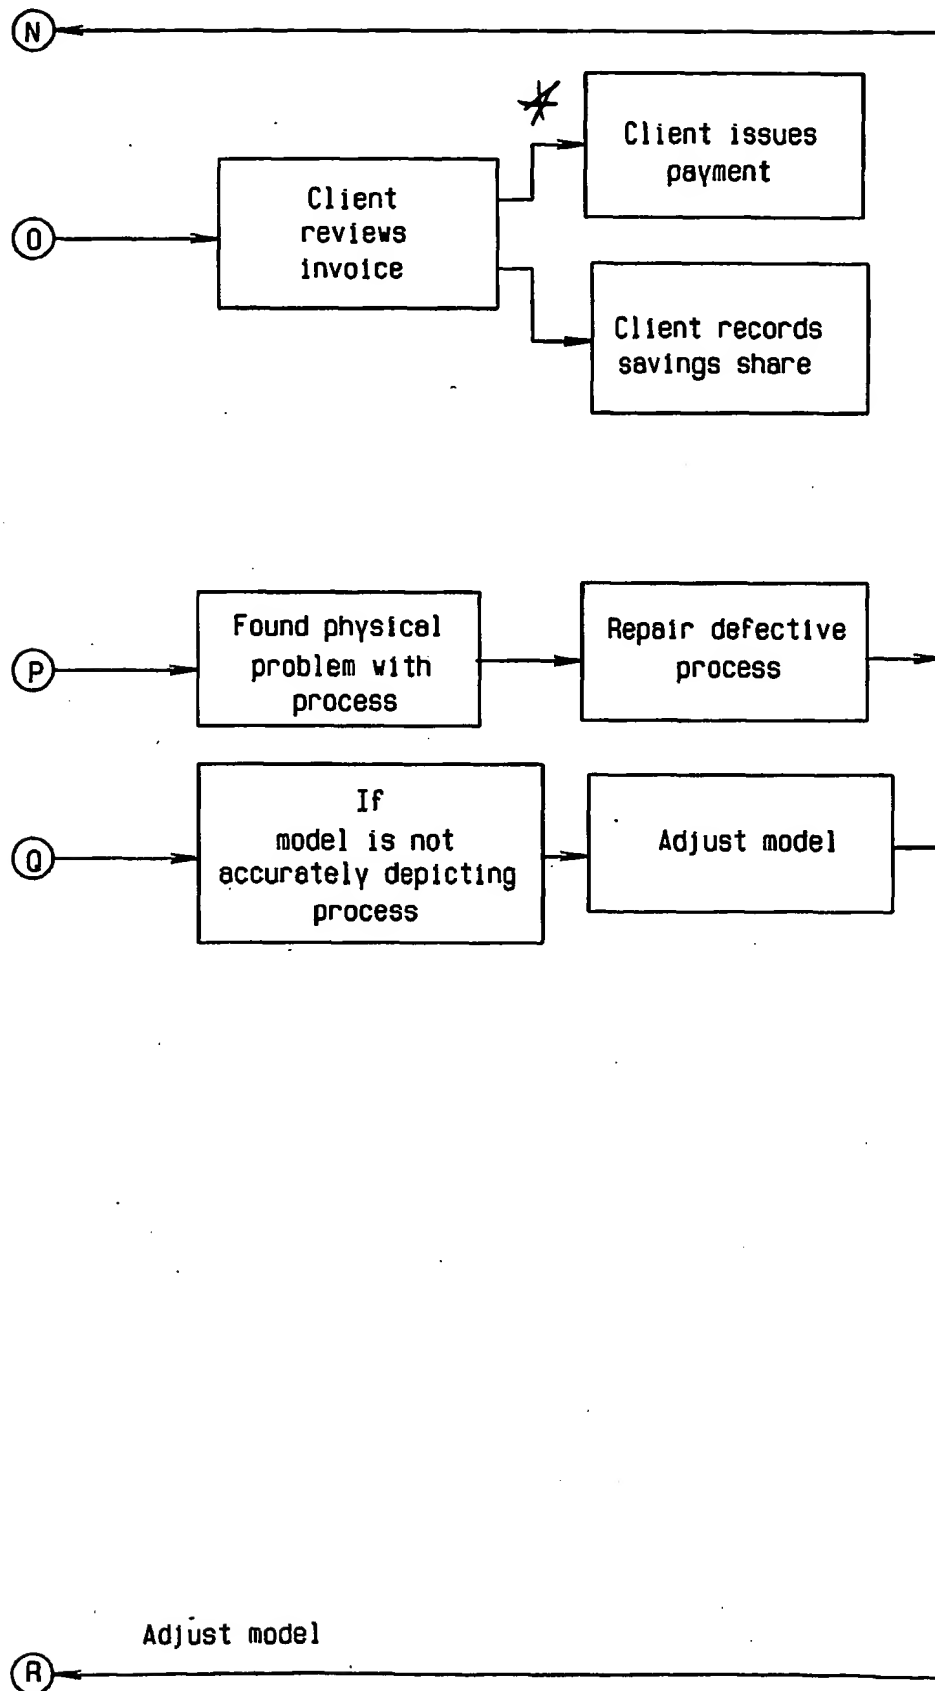 N
Client issues
payment
Client
reviews
invoice
O
Client records
savings share
Found physical
problem with
process
Repair defective
process
P
If
model is not
accurately depicting
process
Adjust model
Q
Adjust model
R